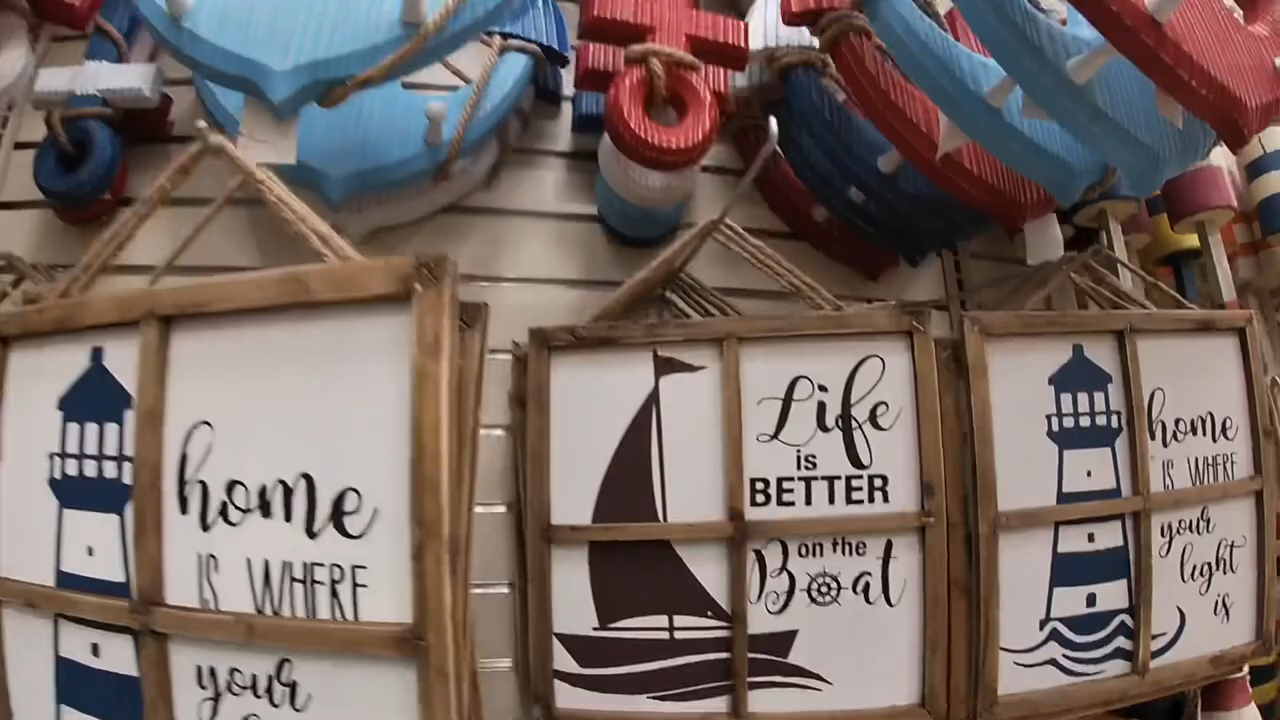 home
IS WHERE
your
Life
is
BETTER
on the
Boat
home
IS WHERE
your
light
is